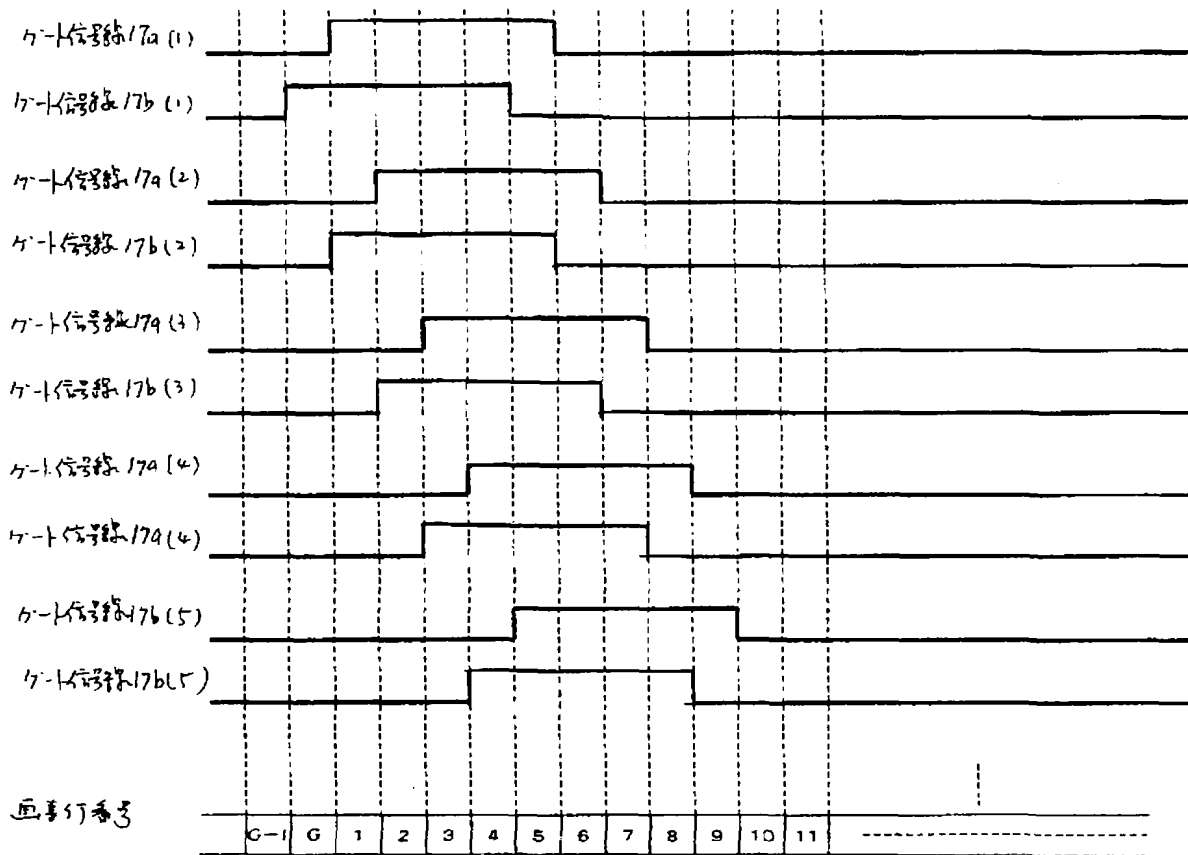 ゲート信号線17a(1)
ゲート信号線17b(1)
ゲート信号線17a(2)
ゲート信号線17b(2)
ゲート信号線17a(3)
ゲート信号線17b(3)
ゲート信号線17a(4)
ゲート信号線17a(4)
ゲート信号線17b(5)
ゲート信号線17b(5)
画素行番号
G-1 G 1 2 3 4 5 6 7 8 9 10 11